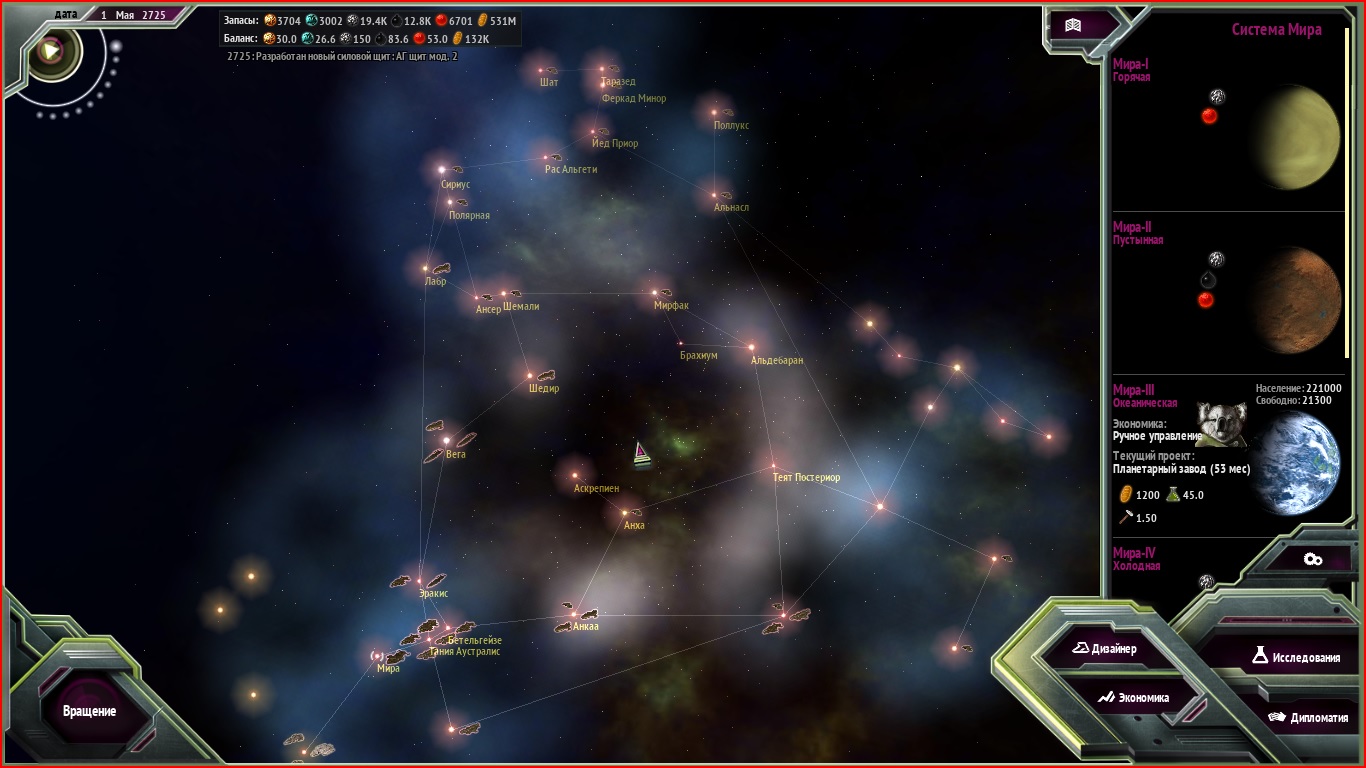 дата
1 Мая 2725
Запасы: 3704 3002 19.4K 12.8K 6701 531M
Баланс: 30.0 26.6 150 83.6 53.0 132K
2725: Разработан новый силовой щит: АГ щит мод. 2
Система Мира
Мира-I
Горячая
Мира-II
Пустынная
Мира-III
Океаническая
Население: 221000
Свободно: 21300
Экономика:
Ручное управление
Текущий проект:
Планетарный завод (53 мес)
1200 45.0
1.50
Мира-IV
Холодная
Шат
Таразед
Феркад Минор
Поллукс
Йед Приор
Рас Альгети
Сириус
Полярная
Альнасл
Лабр
Ансер
Шемали
Мирфак
Брахиум
Альдебаран
Шедир
Вега
Аскрепиен
Теят Постериор
Анха
Эракис
Анкаа
Бетельгейзе
Тания Аустралис
Мира
Вращение
Дизайнер
Исследования
Экономика
Дипломатия